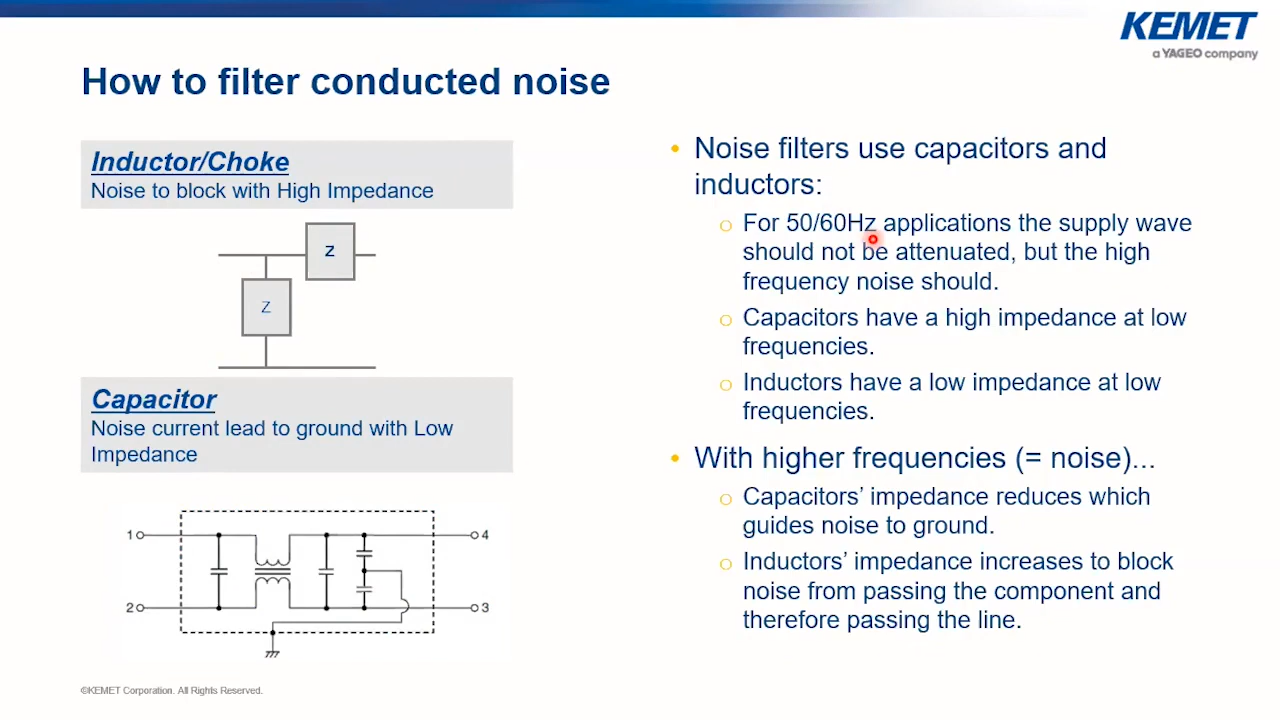 KEMET
a YAGEO company
How to filter conducted noise
Inductor/Choke
Noise to block with High Impedance
Z
Z
Capacitor
Noise current lead to ground with Low
Impedance
1
4
2
3
• Noise filters use capacitors and
inductors:
o For 50/60Hz applications the supply wave
should not be attenuated, but the high
frequency noise should.
o Capacitors have a high impedance at low
frequencies.
o Inductors have a low impedance at low
frequencies.
• With higher frequencies (= noise)...
o Capacitors’ impedance reduces which
guides noise to ground.
o Inductors’ impedance increases to block
noise from passing the component and
therefore passing the line.
©KEMET Corporation. All Rights Reserved.